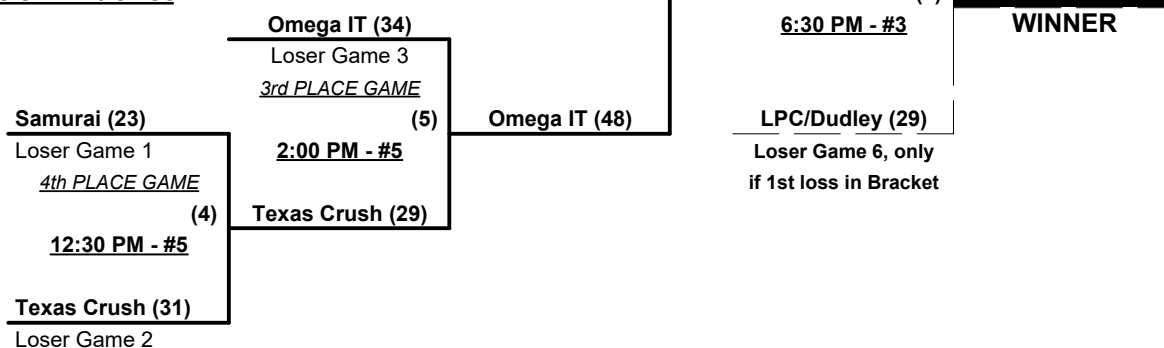 Omega IT (34)
6:30 PM - #3
WINNER
Loser Game 3
3rd PLACE GAME
Samurai (23)
(5)
Omega IT (48)
LPC/Dudley (29)
Loser Game 1
2:00 PM - #5
Loser Game 6, only
4th PLACE GAME
if 1st loss in Bracket
(4)
Texas Crush (29)
12:30 PM - #5
Texas Crush (31)
Loser Game 2